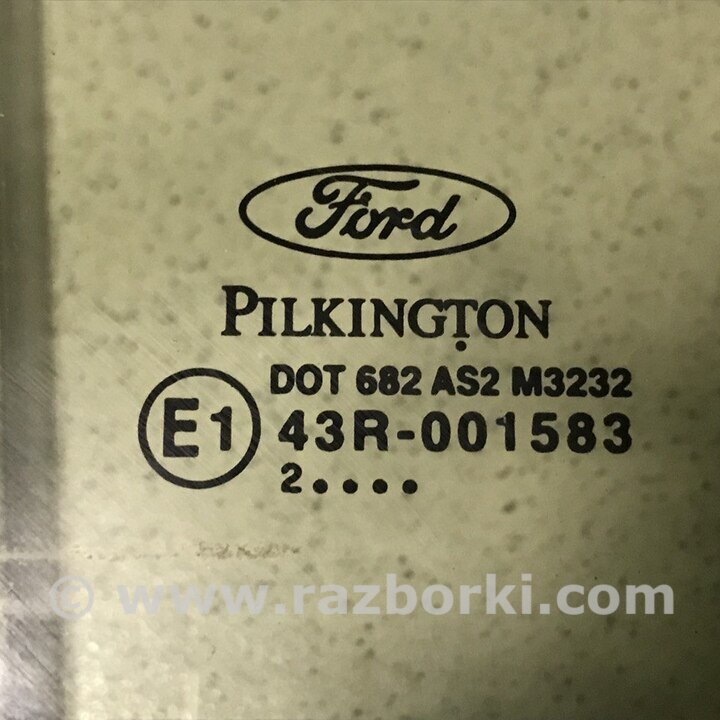 Ford
PILKINGTON
DOT 682 AS2 M3232
E1 43R-001583
2••••
© www.razborki.com